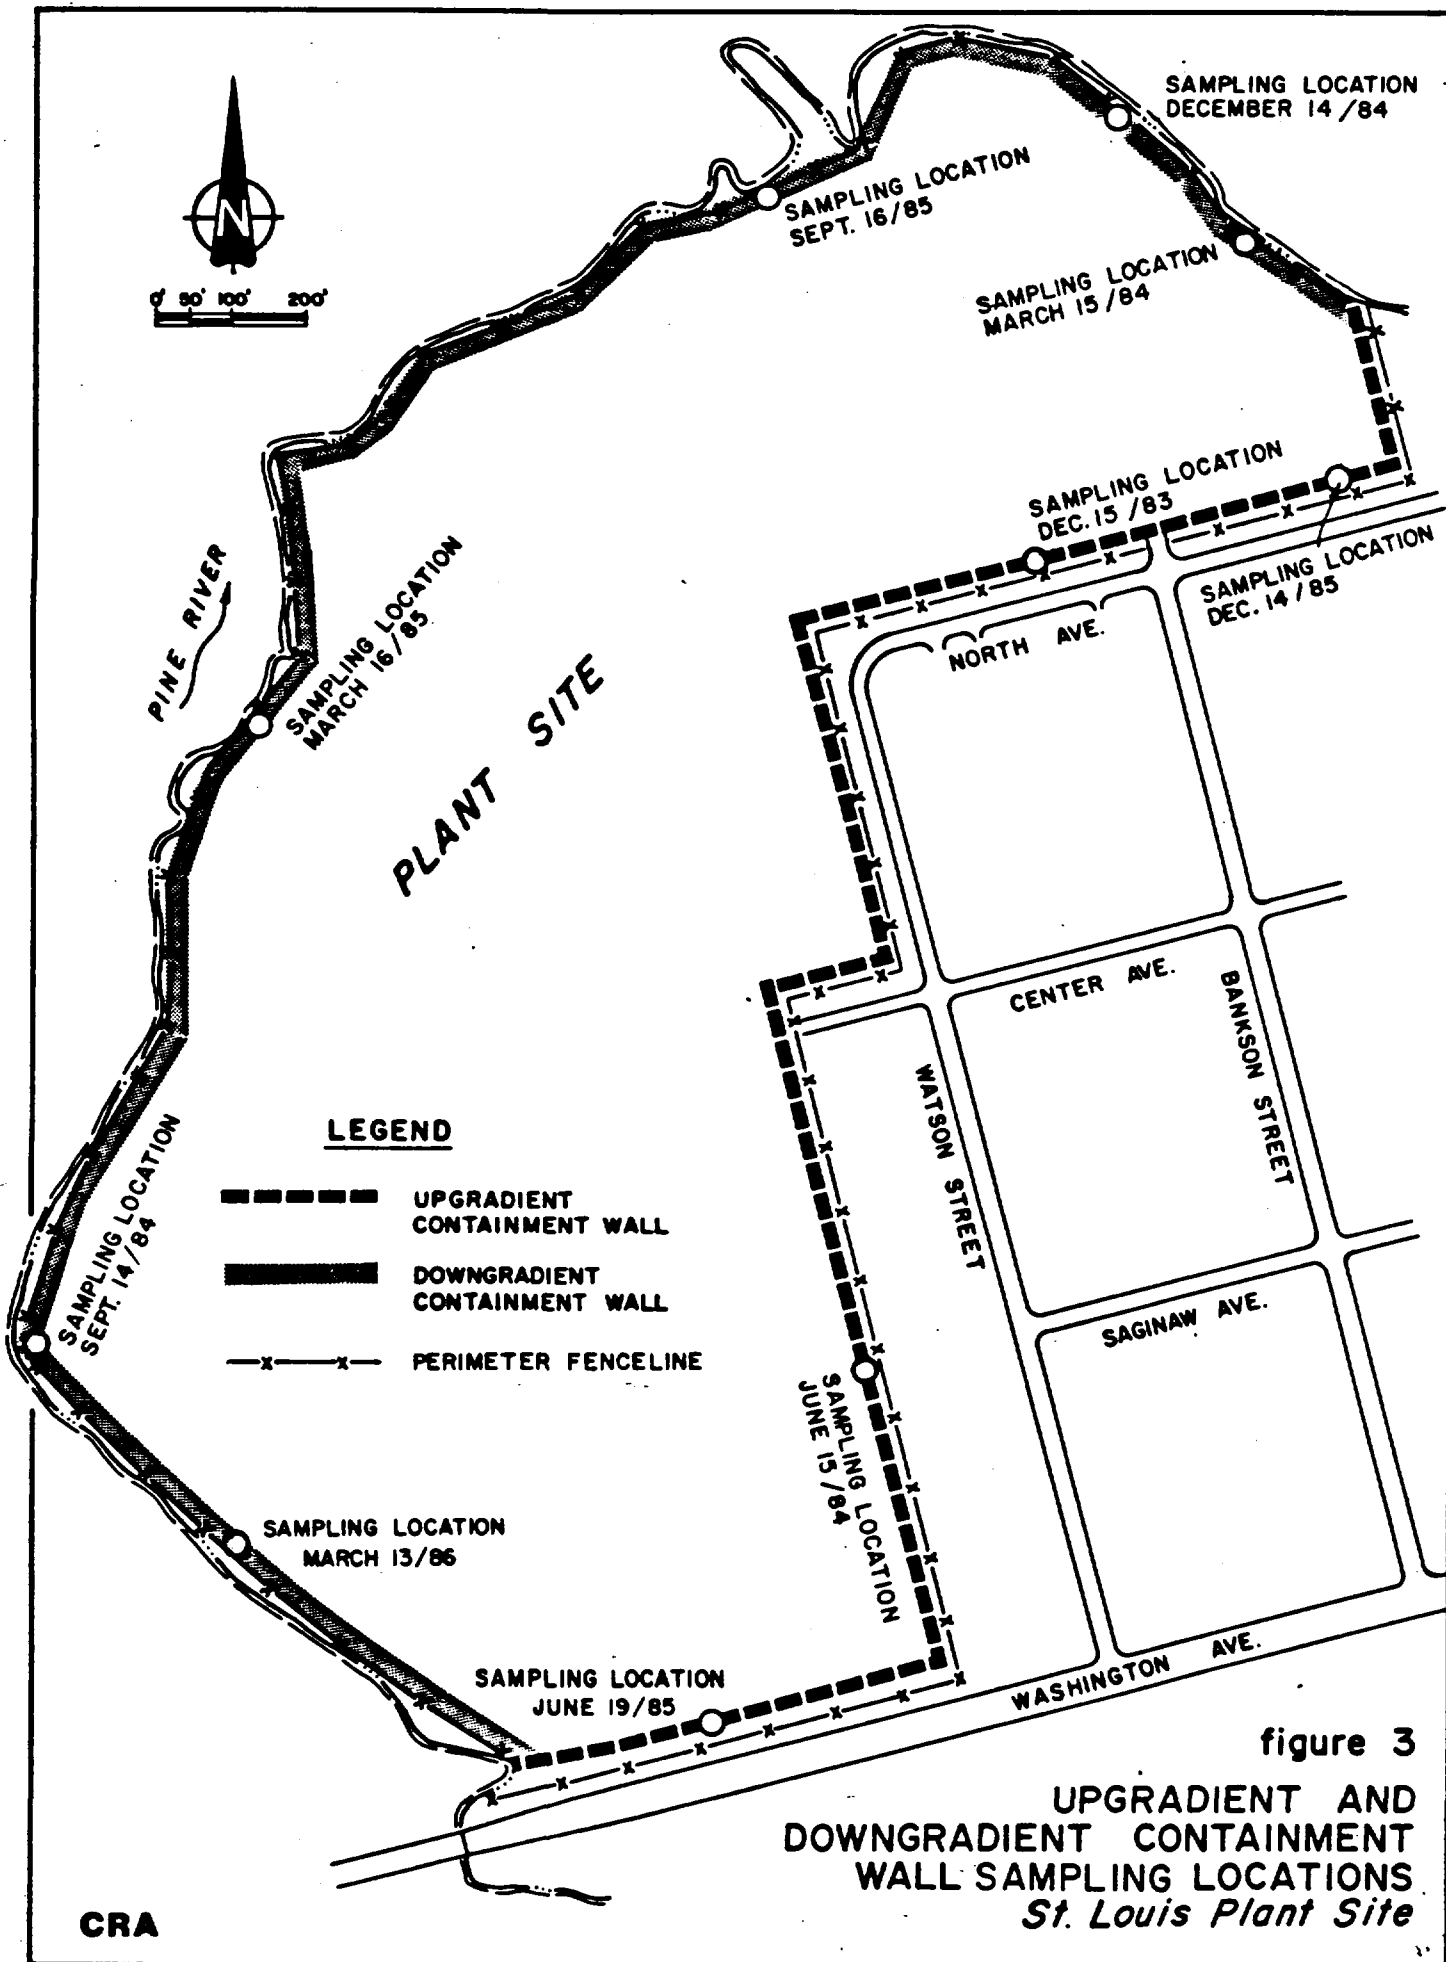 SAMPLING LOCATION
DECEMBER 14/84
SAMPLING LOCATION
SEPT. 16/85
N
0' 50' 100' 200'
SAMPLING LOCATION
MARCH 15/84
SAMPLING LOCATION
DEC. 15/83
SAMPLING LOCATION
DEC. 14/85
PINE RIVER
SAMPLING LOCATION
MARCH 16/85
NORTH AVE.
PLANT SITE
CENTER AVE.
BANKSON STREET
WATSON STREET
LEGEND
UPGRADIENT
CONTAINMENT WALL
DOWNGRADIENT
CONTAINMENT WALL
PERIMETER FENCELINE
SAMPLING LOCATION
SEPT. 14/84
SAGINAW AVE.
SAMPLING LOCATION
JUNE 15/84
SAMPLING LOCATION
MARCH 13/86
SAMPLING LOCATION
JUNE 19/85
WASHINGTON AVE.
figure 3
UPGRADIENT AND
DOWNGRADIENT CONTAINMENT
WALL SAMPLING LOCATIONS
St. Louis Plant Site
CRA